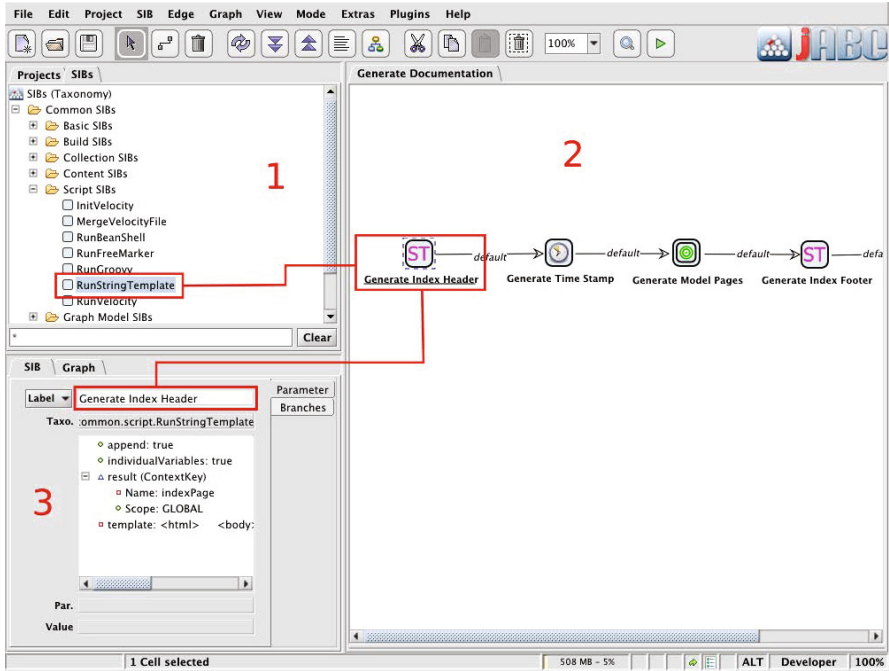 File Edit Project SIB Edge Graph View Mode Extras Plugins Help
100%
jABC
Projects SIBs
SIBs (Taxonomy)
Common SIBs
Basic SIBs
Build SIBs
Collection SIBs
Content SIBs
Script SIBs
InitVelocity
MergeVelocityFile
RunBeanShell
RunFreeMarker
RunGroovy
RunStringTemplate
RunVelocity
Graph Model SIBs
1
* Clear
Generate Documentation
2
ST default default default ST defa
Generate Index Header Generate Time Stamp Generate Model Pages Generate Index Footer
SIB Graph
Label Generate Index Header
Taxo. :ommon.script.RunStringTemplate
Parameter
Branches
append: true
individualVariables: true
result (ContextKey)
Name: indexPage
Scope: GLOBAL
template: <html> <body:
3
Par.
Value
1 Cell selected 508 MB - 5% ALT Developer 100%